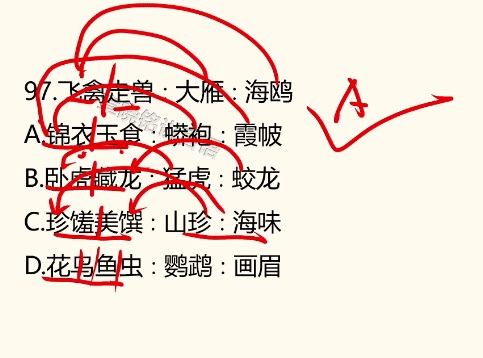 97.飞禽走兽：大雁：海鸥 A
A.锦衣玉食：蟒袍：霞帔
B.卧虎藏龙：猛虎：蛟龙
C.珍馐美馔：山珍：海味
D.花鸟鱼虫：鹦鹉：画眉